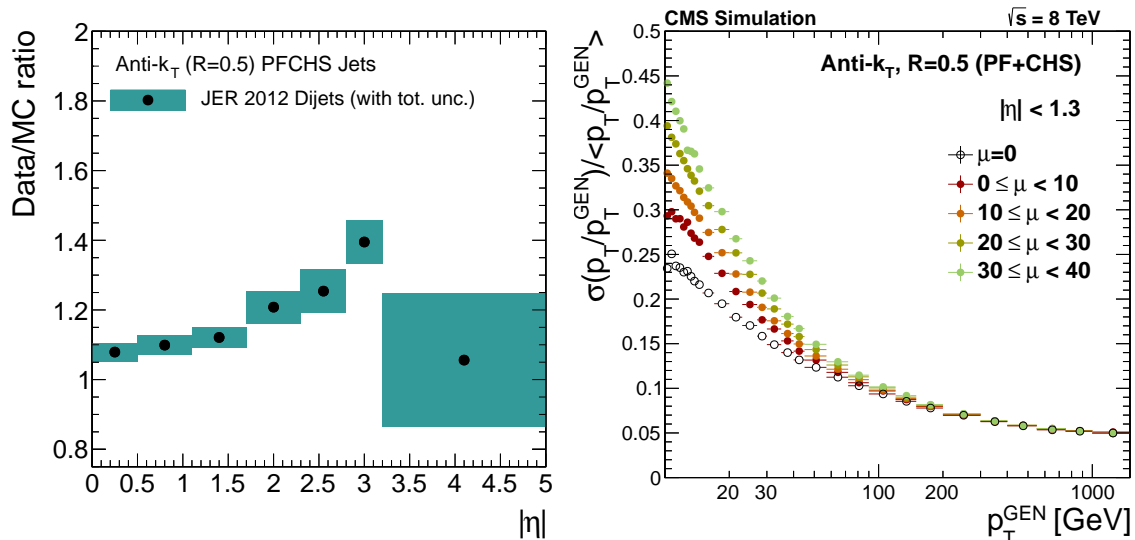 Data/MC ratio
2
1.8
1.6
1.4
1.2
1
0.8
Anti-k_T (R=0.5) PFCHS Jets
JER 2012 Dijets (with tot. unc.)
0 0.5 1 1.5 2 2.5 3 3.5 4 4.5 5
|η|
CMS Simulation √s = 8 TeV
σ(p_T/p_T^GEN)/<p_T/p_T^GEN>
0.5
0.45
0.4
0.35
0.3
0.25
0.2
0.15
0.1
0.05
0
Anti-k_T, R=0.5 (PF+CHS)
|η| < 1.3
μ=0
0 ≤ μ < 10
10 ≤ μ < 20
20 ≤ μ < 30
30 ≤ μ < 40
20 30 100 200 1000
p_T^GEN [GeV]